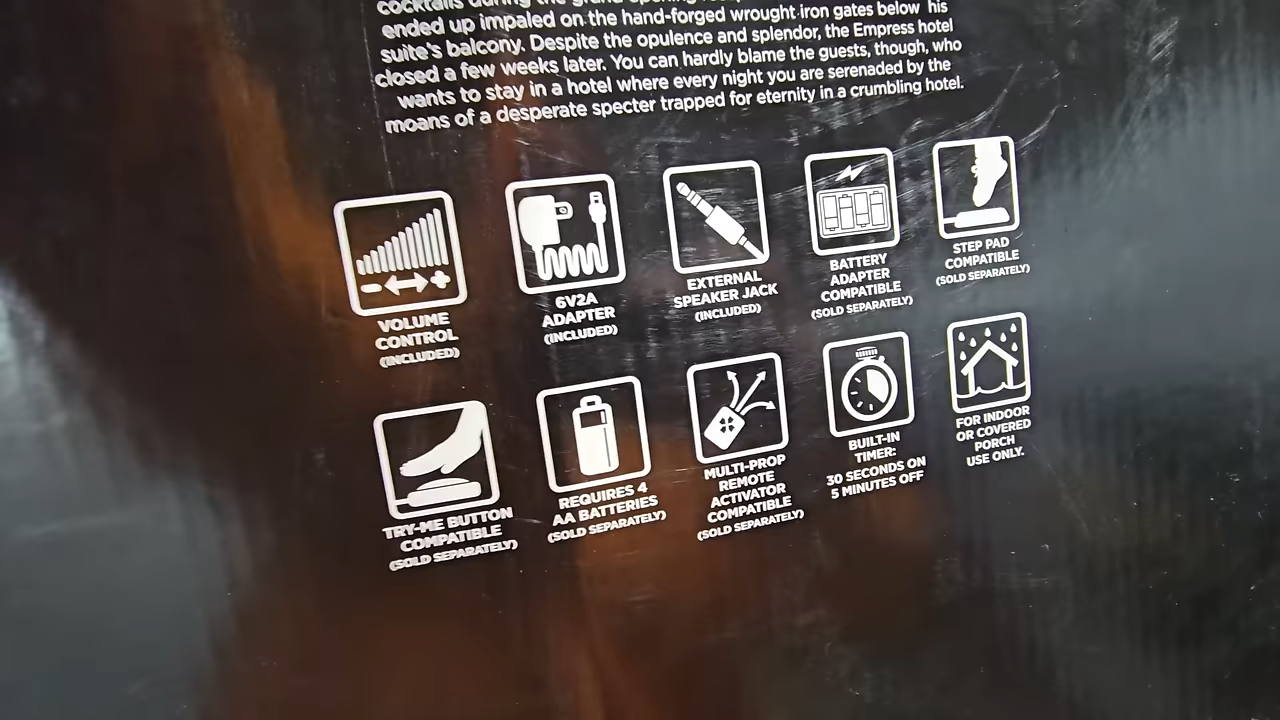 cocktails during the grand opening
ended up impaled on the hand-forged wrought iron gates below his
suite's balcony. Despite the opulence and splendor, the Empress hotel
closed a few weeks later. You can hardly blame the guests, though, who
wants to stay in a hotel where every night you are serenaded by the
moans of a desperate specter trapped for eternity in a crumbling hotel.
VOLUME
CONTROL
(INCLUDED)
6V2A
ADAPTER
(INCLUDED)
EXTERNAL
SPEAKER JACK
(INCLUDED)
BATTERY
ADAPTER
COMPATIBLE
(SOLD SEPARATELY)
STEP PAD
COMPATIBLE
(SOLD SEPARATELY)
TRY-ME BUTTON
COMPATIBLE
(SOLD SEPARATELY)
REQUIRES 4
AA BATTERIES
(SOLD SEPARATELY)
MULTI-PROP
REMOTE
ACTIVATOR
COMPATIBLE
(SOLD SEPARATELY)
BUILT-IN
TIMER:
30 SECONDS ON
5 MINUTES OFF
FOR INDOOR
OR COVERED
PORCH
USE ONLY.